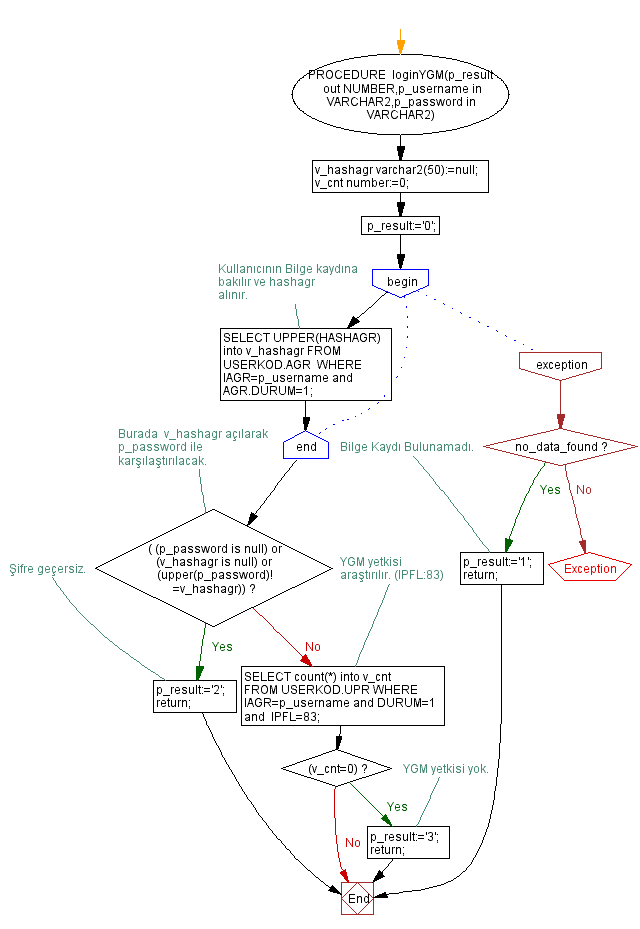 PROCEDURE  loginYGM(p_result
out NUMBER,p_username in
VARCHAR2,p_password in
VARCHAR2)
v_hashagr varchar2(50):=null;
v_cnt number:=0;
p_result:='0';
Kullanıcının Bilge kaydına
bakılır ve hashagr
alınır.
begin
SELECT UPPER(HASHAGR)
into v_hashagr FROM
USERKOD.AGR  WHERE
IAGR=p_username and
AGR.DURUM=1;
exception
end
no_data_found ?
Burada  v_hashagr açılarak
p_password ile
karşılaştırılacak.
Bilge Kaydı Bulunamadı.
Yes
No
( (p_password is null) or
(v_hashagr is null) or
(upper(p_password)!
=v_hashagr)) ?
Şifre geçersiz.
YGM yetkisi
araştırılır. (IPFL:83)
p_result:='1';
return;
Exception
Yes
No
p_result:='2';
return;
SELECT count(*) into v_cnt
FROM USERKOD.UPR WHERE
IAGR=p_username and DURUM=1
and  IPFL=83;
(v_cnt=0) ?
YGM yetkisi yok.
Yes
No
p_result:='3';
return;
End